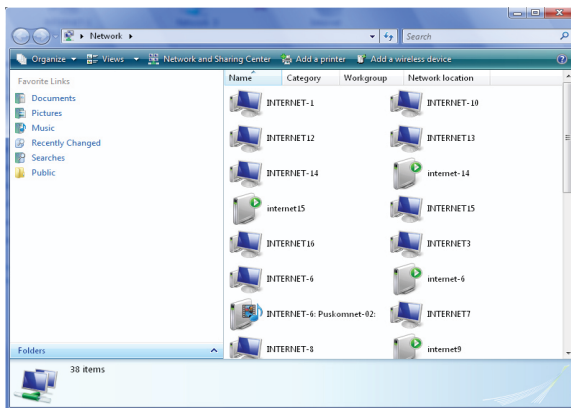 Network
Search
Organize Views Network and Sharing Center Add a printer Add a wireless device
Favorite Links
Documents
Pictures
Music
Recently Changed
Searches
Public
Folders
Name Category Workgroup Network location
INTERNET-1 INTERNET-10
INTERNET12 INTERNET13
INTERNET-14 internet-14
internet15 INTERNET15
INTERNET16 INTERNET3
INTERNET-6 internet-6
INTERNET-6: Puskomnet-02: INTERNET7
INTERNET-8 internet9
38 items